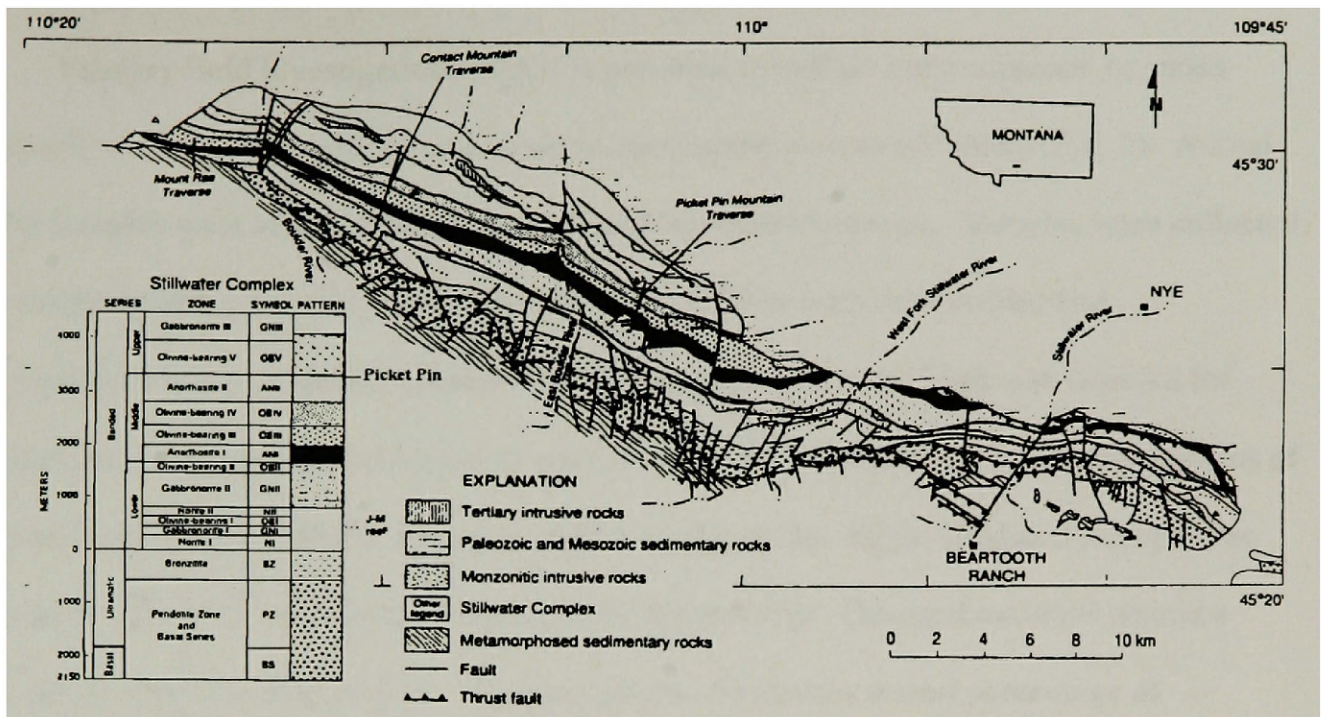 110°20'
110°
109°45'
Contact Mountain
Traverse
N
MONTANA
45°30'
Mount Rae
Traverse
Picket Pin Mountain
Traverse
Boulder River
West Fork Stillwater River
NYE
Stillwater River
East Boulder River
Stillwater Complex
SERIES ZONE SYMBOL PATTERN
4000
3000
2000
1000
0
1000
2000
METERS
Banded
Upper
Middle
Lower
Ultramafic
Basal
Gabbronorite III GNIII
Olivine-bearing V OBV
Picket Pin
Anorthosite II ANII
Olivine-bearing IV OBIV
Olivine-bearing III OBIII
Anorthosite I ANI
Olivine-bearing II OBII
Gabbronorite II GNII
Norite II NII
Olivine-bearing I OBI
Gabbronorite I GNI
Norite I NI
J-M
reef
Bronzitite BZ
Peridotite Zone PZ
and
Basal Series
BS
EXPLANATION
Tertiary intrusive rocks
Paleozoic and Mesozoic sedimentary rocks
Monzonitic intrusive rocks
Other
legend
Stillwater Complex
Metamorphosed sedimentary rocks
Fault
Thrust fault
BEARTOOTH
RANCH
45°20'
0 2 4 6 8 10 km